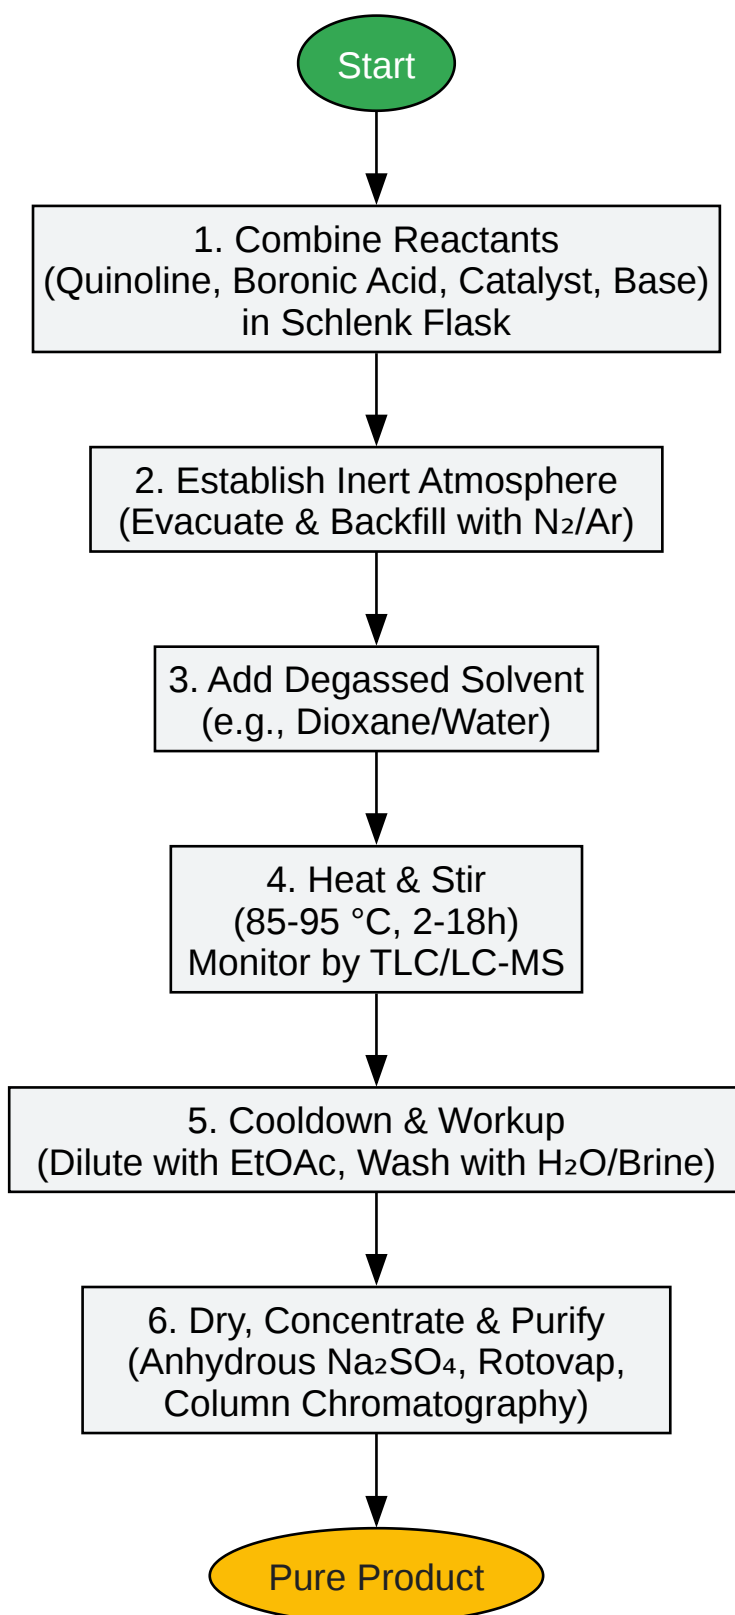 Start
1. Combine Reactants
(Quinoline, Boronic Acid, Catalyst, Base)
in Schlenk Flask
2. Establish Inert Atmosphere
(Evacuate & Backfill with N₂/Ar)
3. Add Degassed Solvent
(e.g., Dioxane/Water)
4. Heat & Stir
(85-95 °C, 2-18h)
Monitor by TLC/LC-MS
5. Cooldown & Workup
(Dilute with EtOAc, Wash with H₂O/Brine)
6. Dry, Concentrate & Purify
(Anhydrous Na₂SO₄, Rotovap,
Column Chromatography)
Pure Product